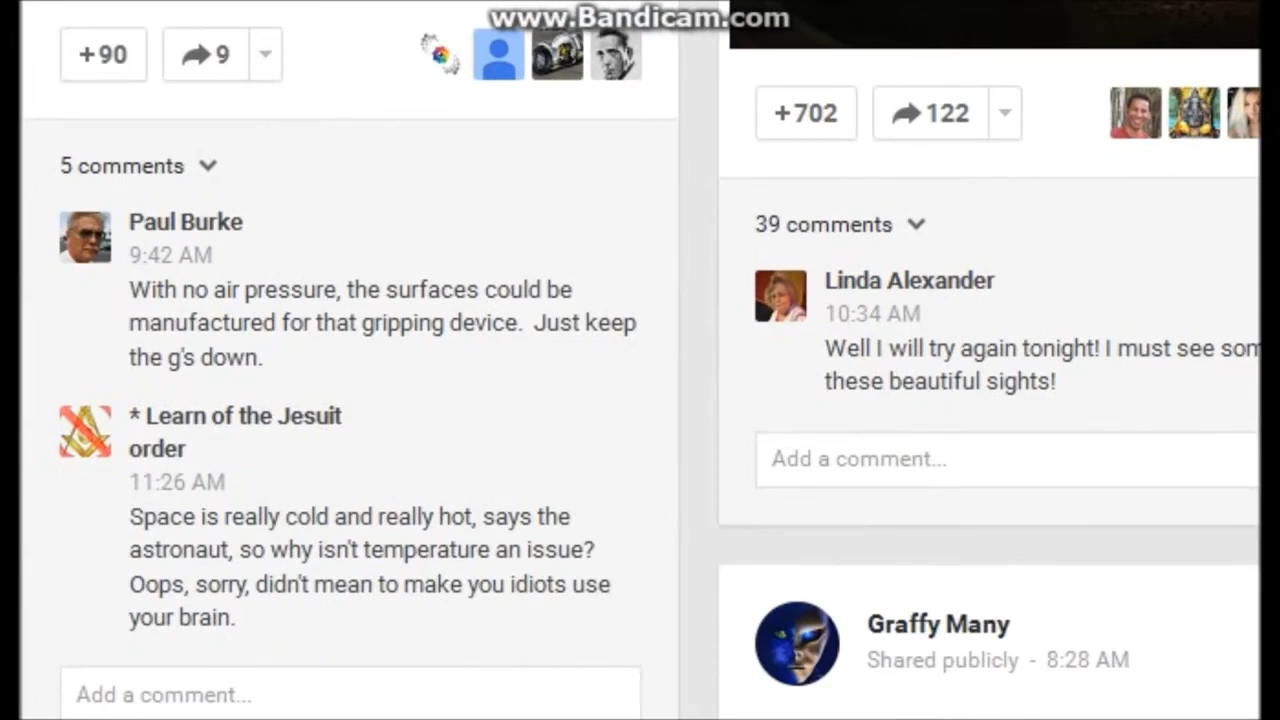 www.Bandicam.com
+90
9
5 comments
Paul Burke
9:42 AM
With no air pressure, the surfaces could be
manufactured for that gripping device.  Just keep
the g's down.
* Learn of the Jesuit
order
11:26 AM
Space is really cold and really hot, says the
astronaut, so why isn't temperature an issue?
Oops, sorry, didn't mean to make you idiots use
your brain.
Add a comment...
+702
122
39 comments
Linda Alexander
10:34 AM
Well I will try again tonight! I must see
these beautiful sights!
Add a comment...
Graffy Many
Shared publicly - 8:28 AM